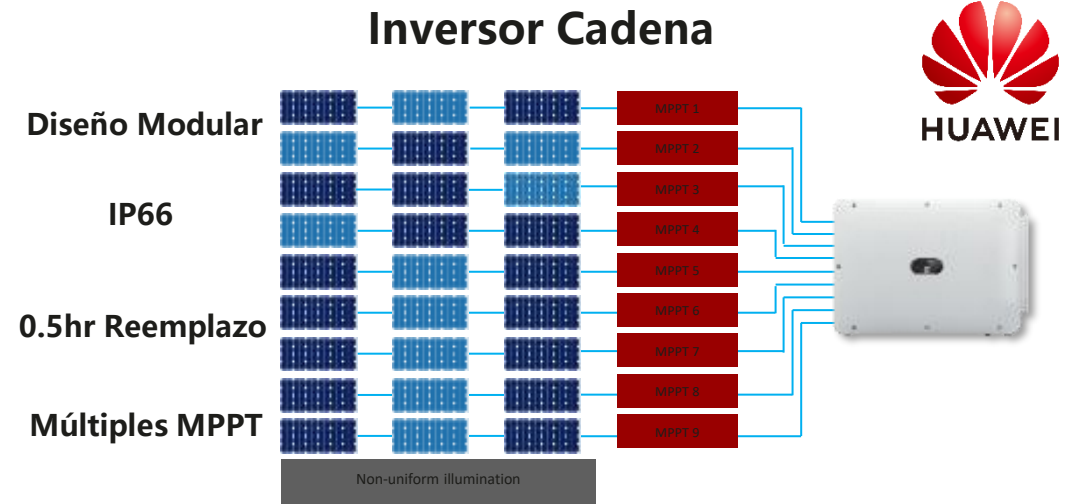 Inversor Cadena
HUAWEI
Diseño Modular
IP66
0.5hr Reemplazo
Múltiples MPPT
MPPT 1
MPPT 2
MPPT 3
MPPT 4
MPPT 5
MPPT 6
MPPT 7
MPPT 8
MPPT 9
Non-uniform illumination